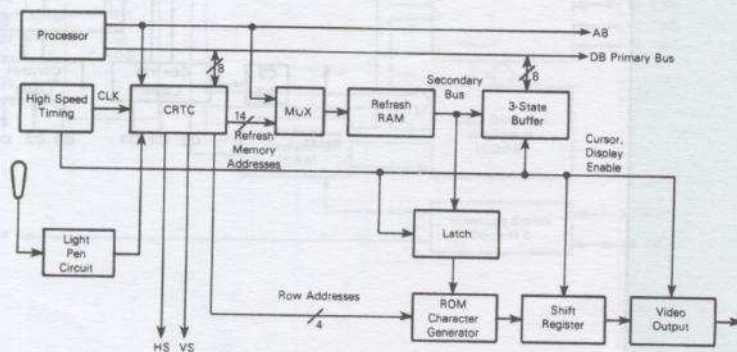 Processor
AB
DB Primary Bus
8
8
High Speed
Timing
CLK
CRTC
14
Refresh
Memory
Addresses
MUX
Refresh
RAM
Secondary
Bus
3-State
Buffer
Cursor,
Display
Enable
Light
Pen
Circuit
Latch
Row Addresses
4
ROM
Character
Generator
Shift
Register
Video
Output
HS
VS